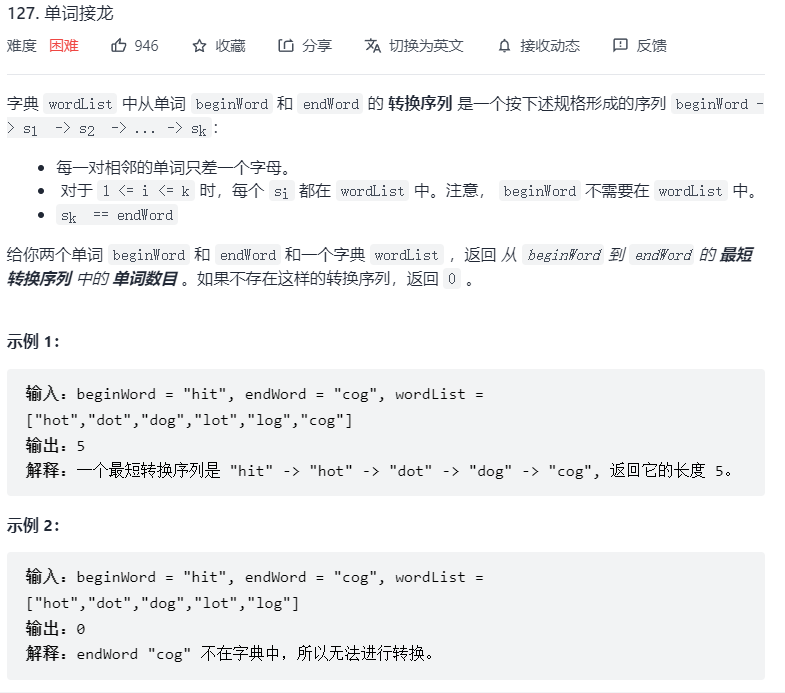 127. 单词接龙
难度 困难 946 收藏 分享 切换为英文 接收动态 反馈
字典 wordList 中从单词 beginWord 和 endWord 的 转换序列 是一个按下述规格形成的序列 beginWord -
> s1 -> s2 -> ... -> sk：
• 每一对相邻的单词只差一个字母。
• 对于 1 <= i <= k 时，每个 si 都在 wordList 中。注意， beginWord 不需要在 wordList 中。
• sk == endWord
给你两个单词 beginWord 和 endWord 和一个字典 wordList ，返回 从 beginWord 到 endWord 的 最短
转换序列 中的 单词数目 。如果不存在这样的转换序列，返回 0 。
示例 1：
输入：beginWord = "hit", endWord = "cog", wordList =
["hot","dot","dog","lot","log","cog"]
输出：5
解释：一个最短转换序列是 "hit" -> "hot" -> "dot" -> "dog" -> "cog", 返回它的长度 5。
示例 2：
输入：beginWord = "hit", endWord = "cog", wordList =
["hot","dot","dog","lot","log"]
输出：0
解释：endWord "cog" 不在字典中，所以无法进行转换。